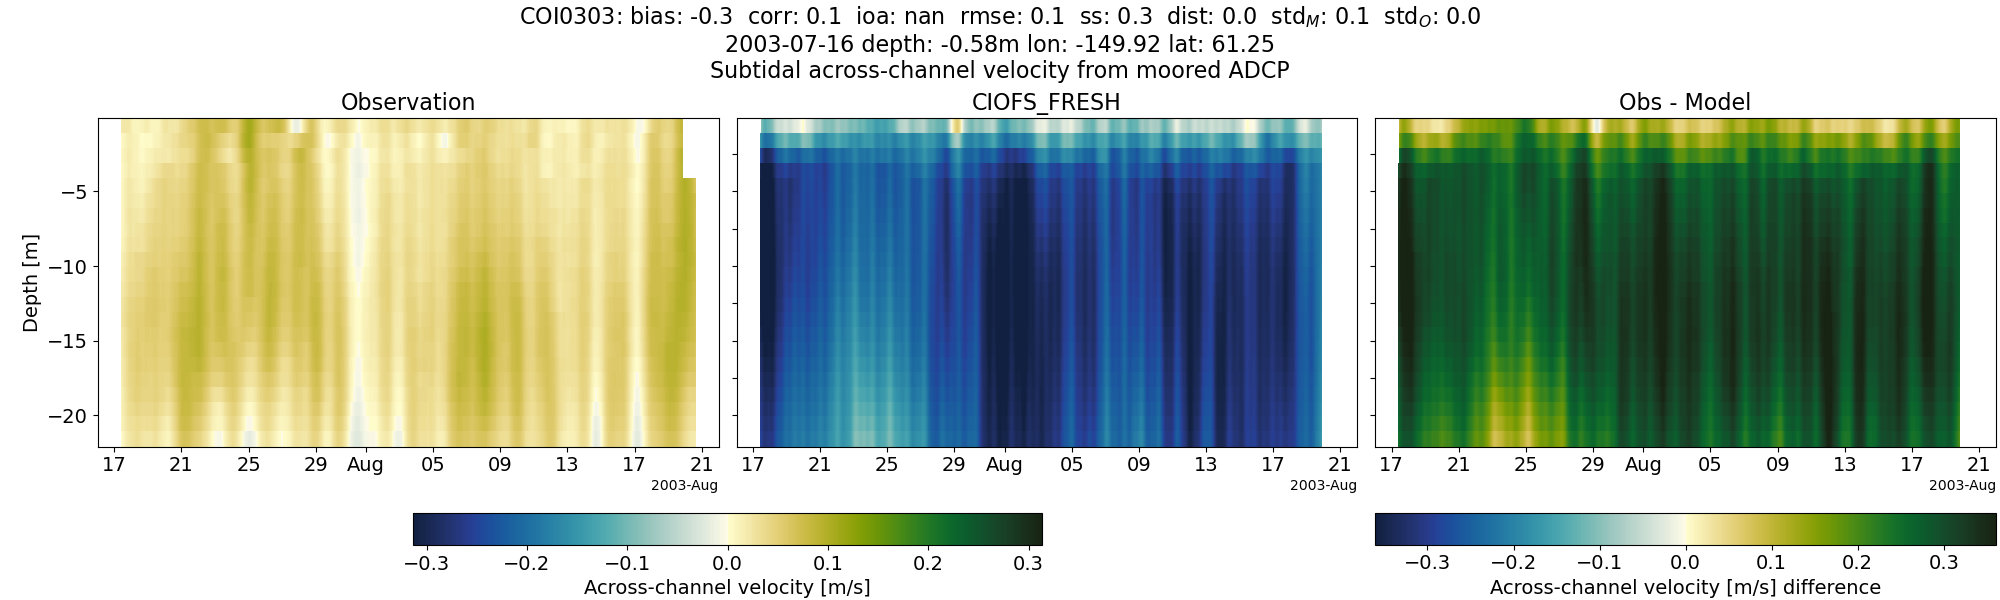 COI0303: bias: -0.3 corr: 0.1 ioa: nan rmse: 0.1 ss: 0.3 dist: 0.0 std_M: 0.1 std_O: 0.0
2003-07-16 depth: -0.58m lon: -149.92 lat: 61.25
Subtidal across-channel velocity from moored ADCP
Observation
CIOFS_FRESH
Obs - Model
Depth [m]
−5
−10
−15
−20
17 21 25 29 Aug 05 09 13 17 21
2003-Aug
17 21 25 29 Aug 05 09 13 17 21
2003-Aug
17 21 25 29 Aug 05 09 13 17 21
2003-Aug
−0.3 −0.2 −0.1 0.0 0.1 0.2 0.3
Across-channel velocity [m/s]
−0.3 −0.2 −0.1 0.0 0.1 0.2 0.3
Across-channel velocity [m/s] difference